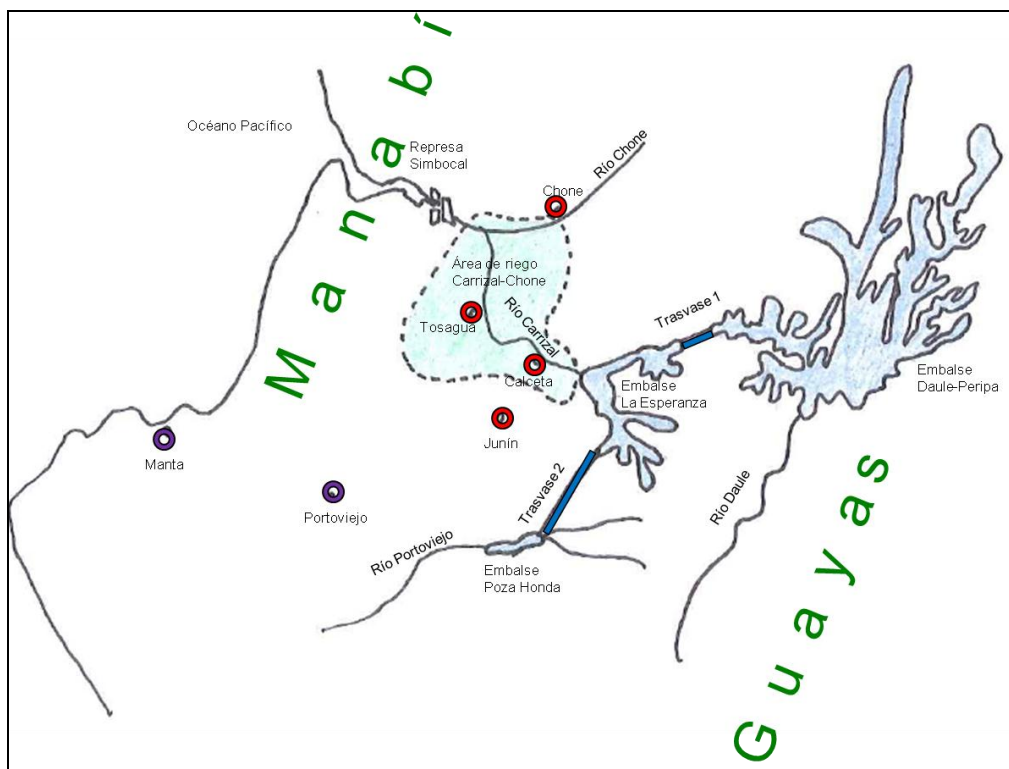 Manabí
Océano Pacífico
Represa
Simbocal
Río Chone
Chone
Área de riego
Carrizal-Chone
Tosagua
Río Carrizal
Calceta
Trasvase 1
Embalse
La Esperanza
Embalse
Daule-Peripa
Junín
Manta
Portoviejo
Trasvase 2
Río Portoviejo
Embalse
Poza Honda
Río Daule
Guayas